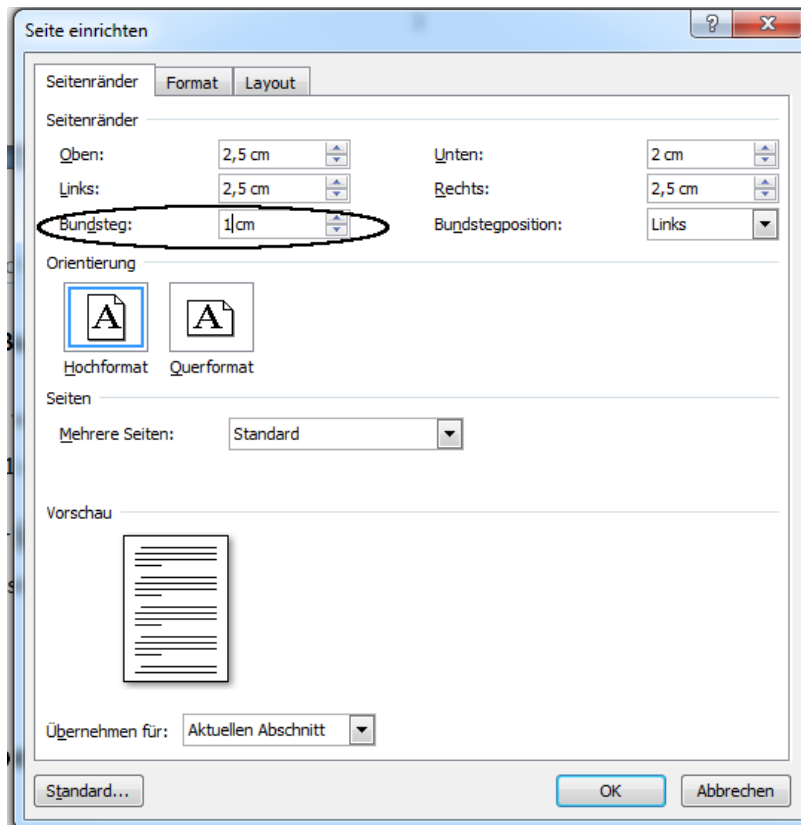 Seite einrichten
Seitenränder Format Layout
Seitenränder
Oben: 2,5 cm Unten: 2 cm
Links: 2,5 cm Rechts: 2,5 cm
Bundsteg: 1 cm Bundstegposition: Links
Orientierung
A A
Hochformat Querformat
Seiten
Mehrere Seiten: Standard
Vorschau
Übernehmen für: Aktuellen Abschnitt
Standard... OK Abbrechen